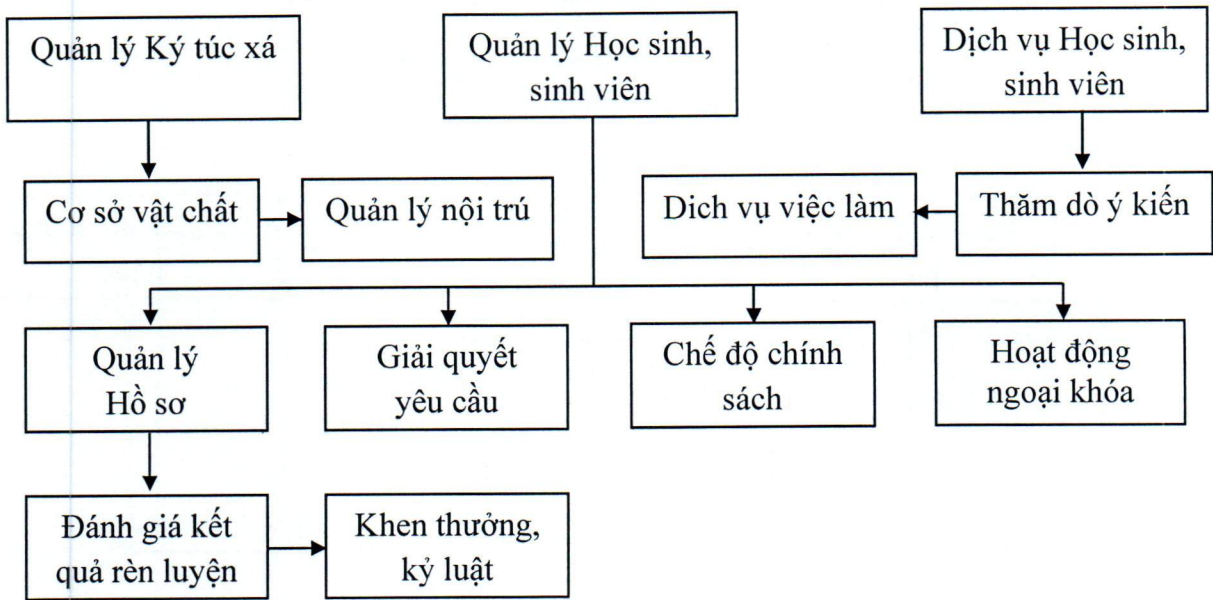 Quản lý Ký túc xá
Quản lý Học sinh,
sinh viên
Dịch vụ Học sinh,
sinh viên
Cơ sở vật chất
Quản lý nội trú
Dich vụ việc làm
Thăm dò ý kiến
Quản lý
Hồ sơ
Giải quyết
yêu cầu
Chế độ chính
sách
Hoạt động
ngoại khóa
Đánh giá kết
quả rèn luyện
Khen thưởng,
kỷ luật